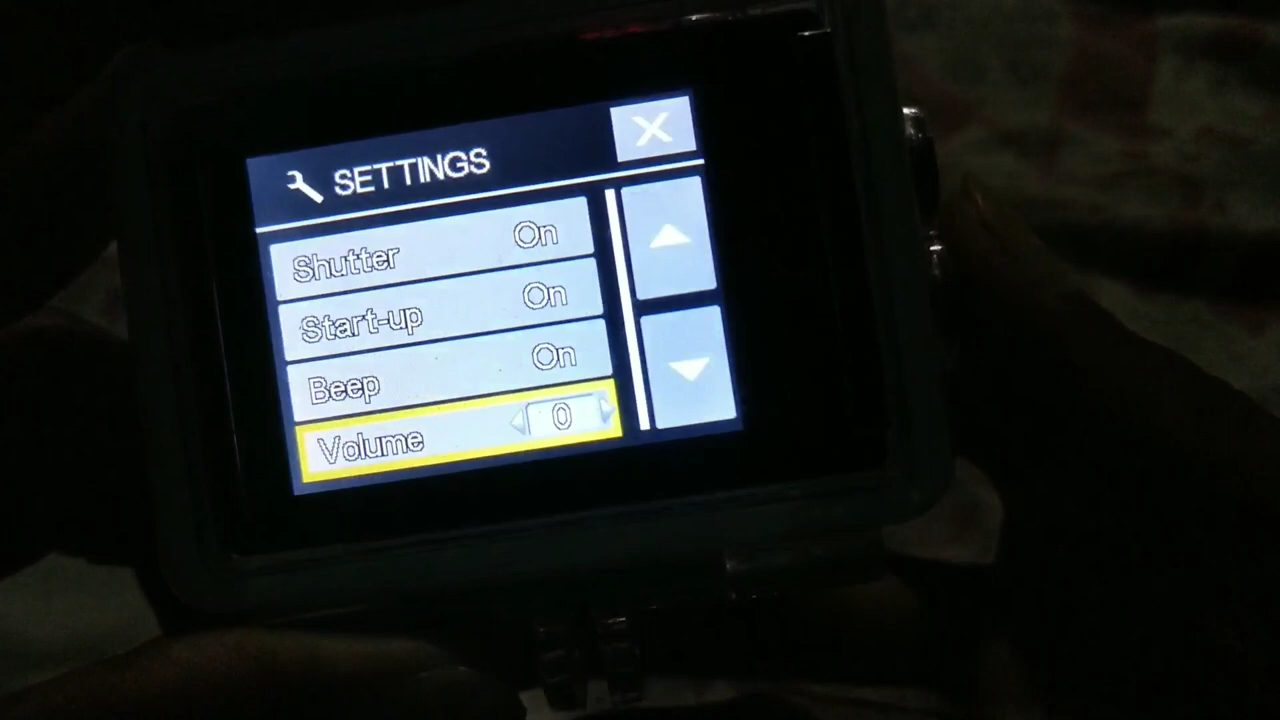 SETTINGS X
Shutter On
Start-up On
Beep On
Volume 0